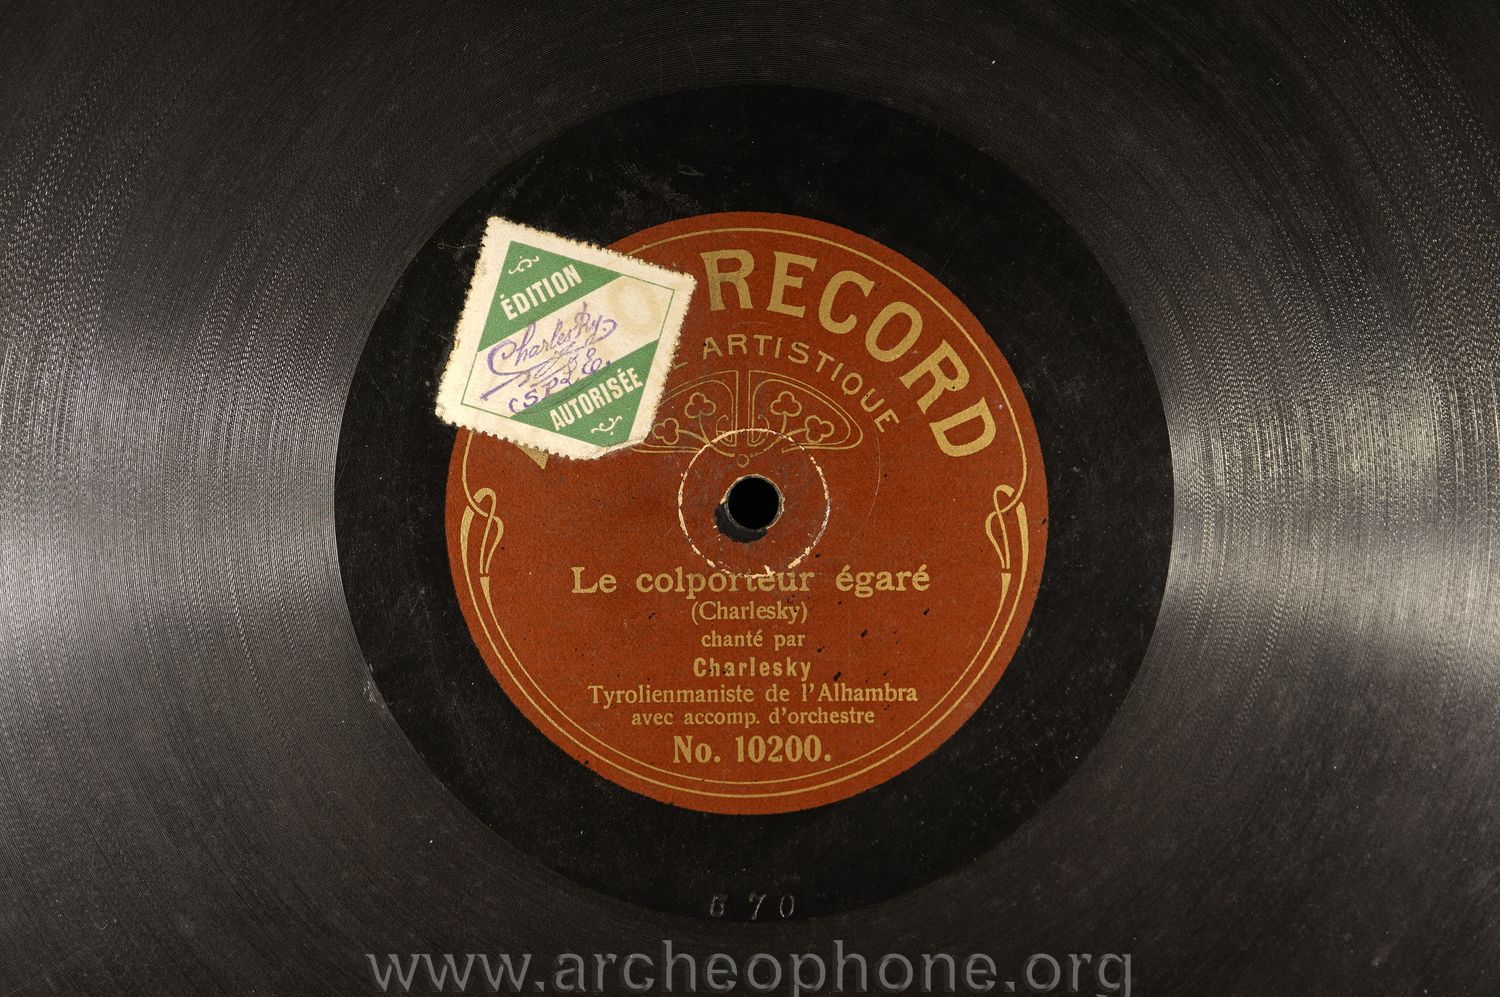 RECORD
ARTISTIQUE
ÉDITION
Charlesky
AUTORISÉE
Le colporteur égaré
(Charlesky)
chanté par
Charlesky
Tyrolienmaniste de l'Alhambra
avec accomp. d'orchestre
No. 10200.
670
www.archeophone.org